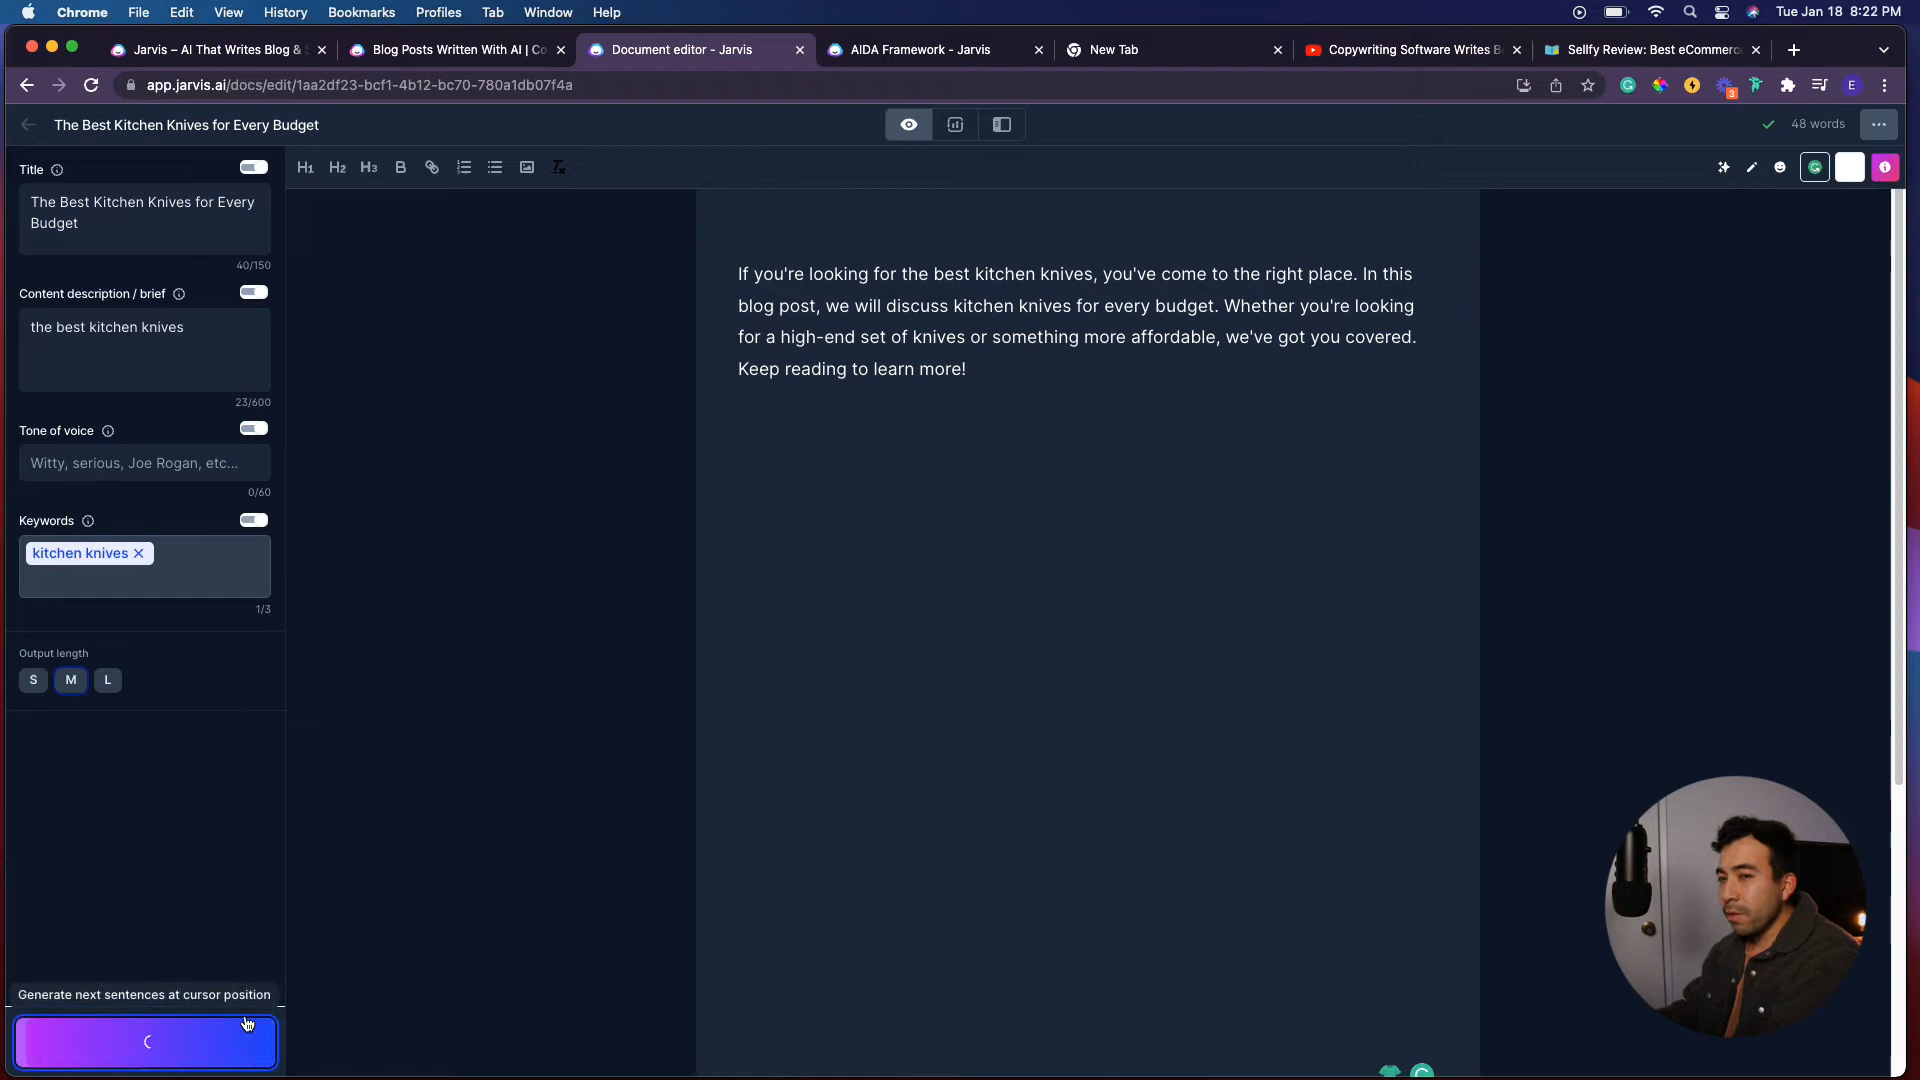 Chrome File Edit View History Bookmarks Profiles Tab Window Help
Tue Jan 18 8:22 PM
Jarvis – AI That Writes Blog &
Blog Posts Written With AI | Co
Document editor - Jarvis
AIDA Framework - Jarvis
New Tab
Copywriting Software Writes B
Sellfy Review: Best eCommerc
app.jarvis.ai/docs/edit/1aa2df23-bcf1-4b12-bc70-780a1db07f4a
3
E
The Best Kitchen Knives for Every Budget
48 words
Title
H1 H2 H3 B
The Best Kitchen Knives for Every
Budget
40/150
Content description / brief
the best kitchen knives
23/600
Tone of voice
Witty, serious, Joe Rogan, etc...
0/60
Keywords
kitchen knives
1/3
Output length
S M L
Generate next sentences at cursor position
If you're looking for the best kitchen knives, you've come to the right place. In this
blog post, we will discuss kitchen knives for every budget. Whether you're looking
for a high-end set of knives or something more affordable, we've got you covered.
Keep reading to learn more!